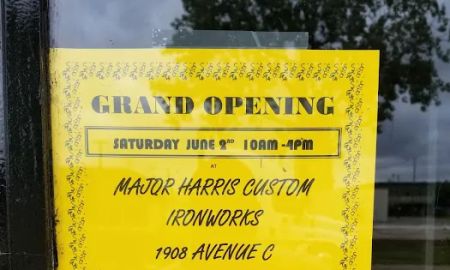 GRAND OPENING
SATURDAY JUNE 2ND 10AM-4PM
AT
MAJOR HARRIS CUSTOM
IRONWORKS
1908 AVENUE C